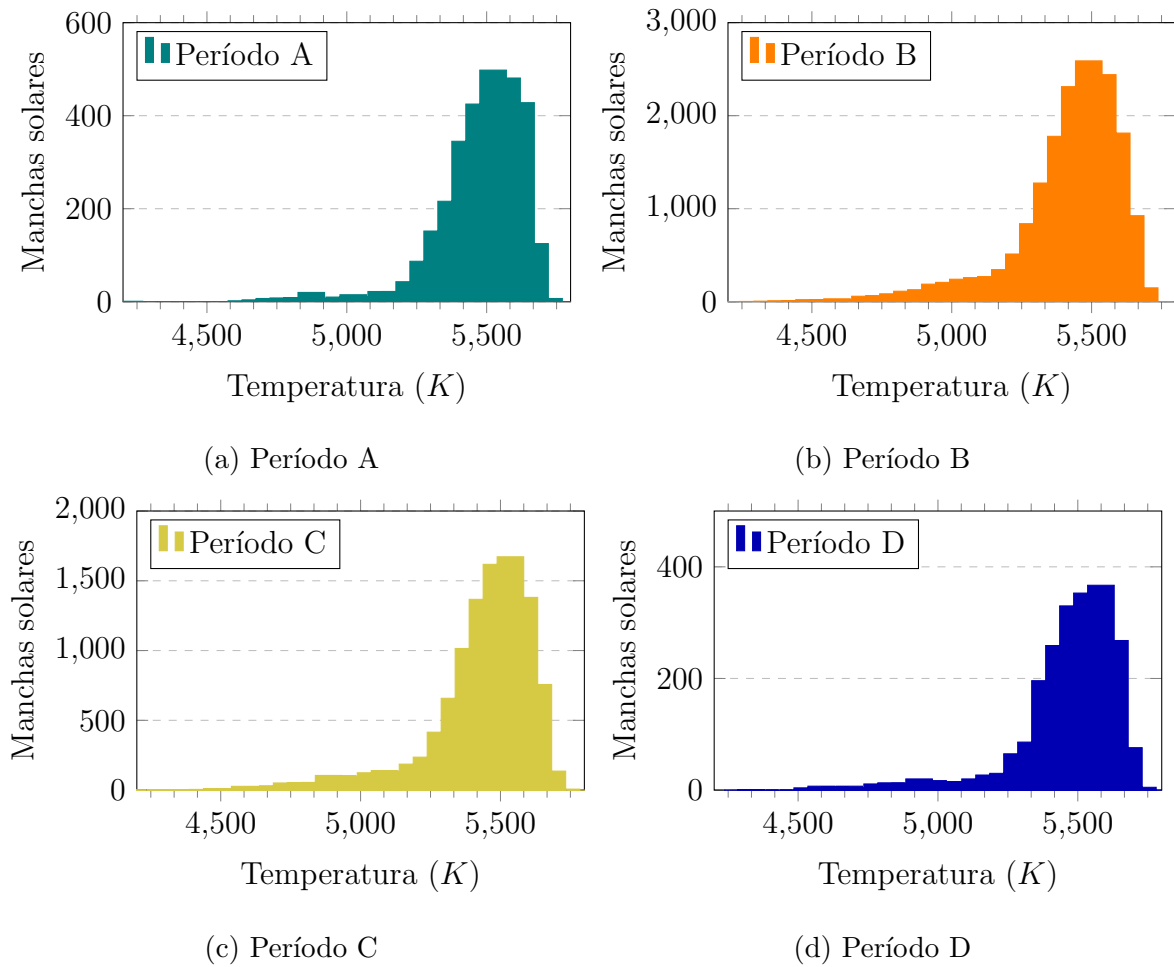 600
400
200
0
Manchas solares
Período A
4,500
5,000
5,500
Temperatura (K)
(a) Período A
3,000
2,000
1,000
0
Manchas solares
Período B
4,500
5,000
5,500
Temperatura (K)
(b) Período B
2,000
1,500
1,000
500
0
Manchas solares
Período C
4,500
5,000
5,500
Temperatura (K)
(c) Período C
400
200
0
Manchas solares
Período D
4,500
5,000
5,500
Temperatura (K)
(d) Período D